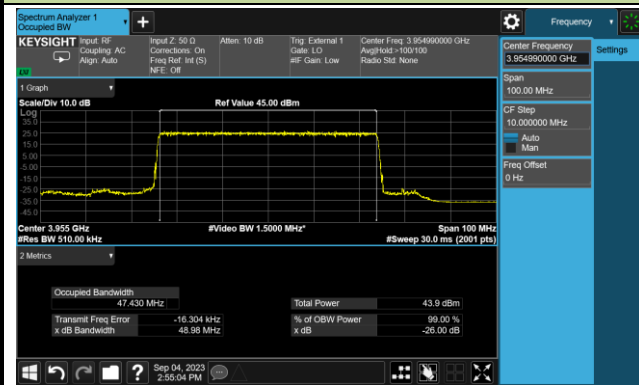 Spectrum Analyzer 1
Occupied BW
Frequency
KEYSIGHT
Input: RF
Coupling: AC
Align: Auto
Input Z: 50 Ω
Corrections: On
Freq Ref: Int (S)
NFE: Off
Atten: 10 dB
Trig: External 1
Gate: LO
#IF Gain: Low
Center Freq: 3.954990000 GHz
Avg|Hold:>100/100
Radio Std: None
Center Frequency
3.954990000 GHz
Settings
Span
100.00 MHz
CF Step
10.000000 MHz
Auto
Man
Freq Offset
0 Hz
1 Graph
Scale/Div 10.0 dB
Ref Value 45.00 dBm
Log
35.0
25.0
15.0
5.00
-5.00
-15.0
-25.0
-35.0
-45.0
Center 3.955 GHz
#Video BW 1.5000 MHz*
Span 100 MHz
#Res BW 510.00 kHz
#Sweep 30.0 ms (2001 pts)
2 Metrics
Occupied Bandwidth
47.430 MHz
Total Power
43.9 dBm
Transmit Freq Error
-16.304 kHz
% of OBW Power
99.00 %
x dB Bandwidth
48.98 MHz
x dB
-26.00 dB
Sep 04, 2023
2:55:04 PM